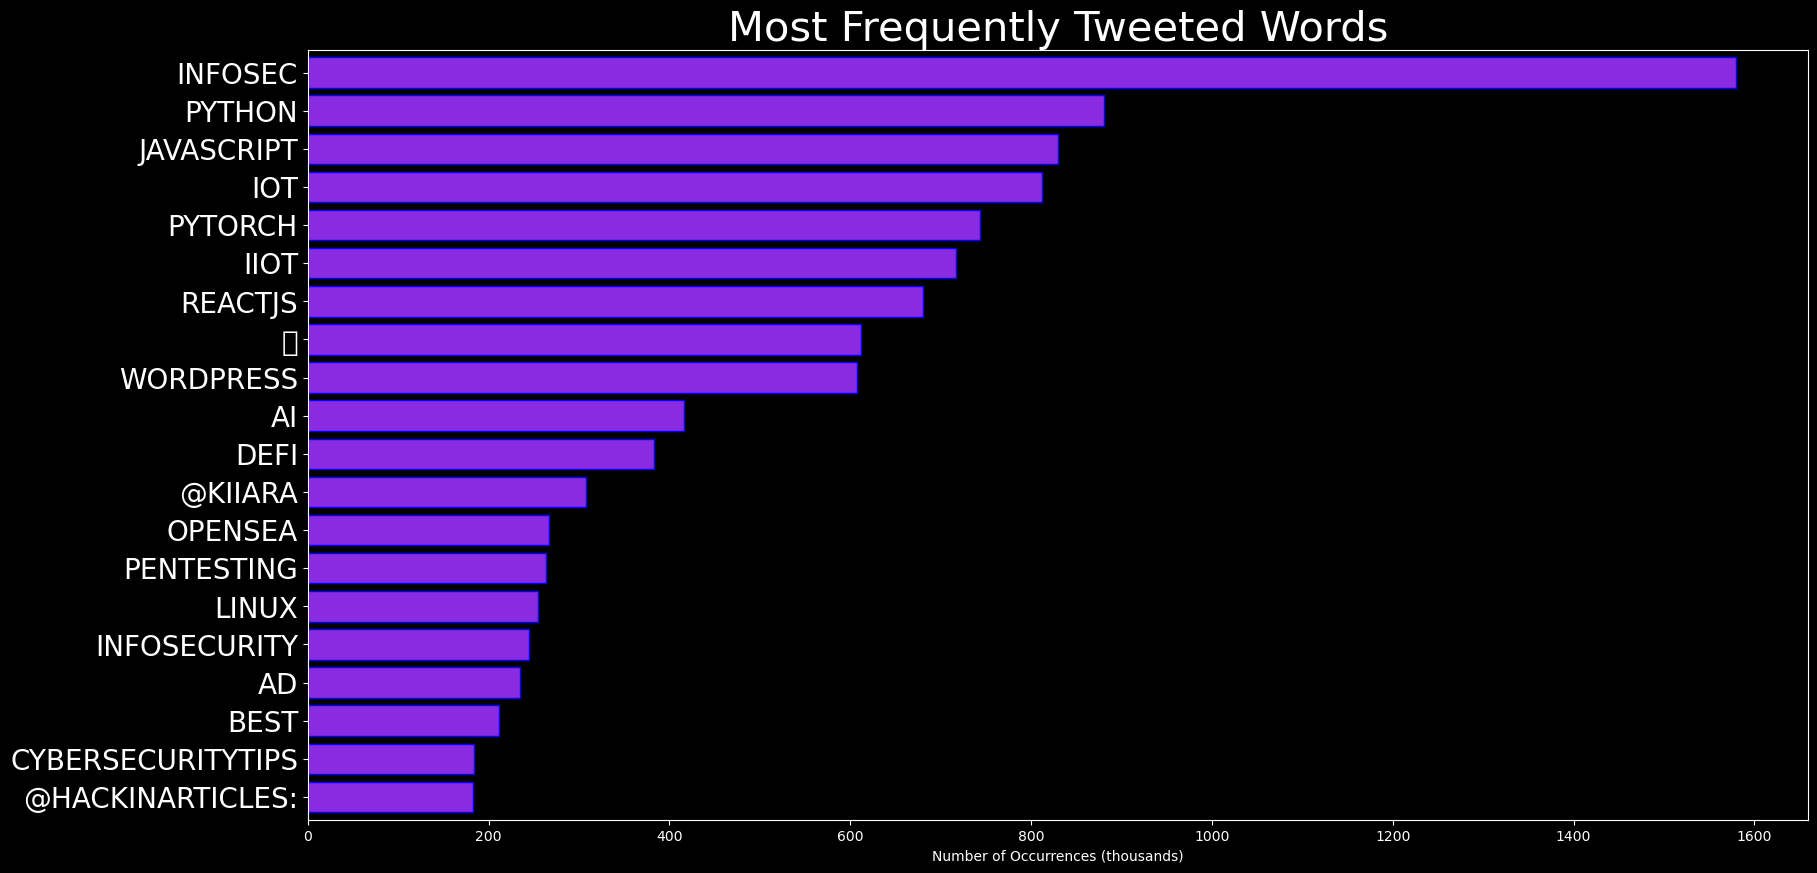 Most Frequently Tweeted Words
INFOSEC
PYTHON
JAVASCRIPT
IOT
PYTORCH
IIOT
REACTJS
WORDPRESS
AI
DEFI
@KIIARA
OPENSEA
PENTESTING
LINUX
INFOSECURITY
AD
BEST
CYBERSECURITYTIPS
@HACKINARTICLES:
0 200 400 600 800 1000 1200 1400 1600
Number of Occurrences (thousands)